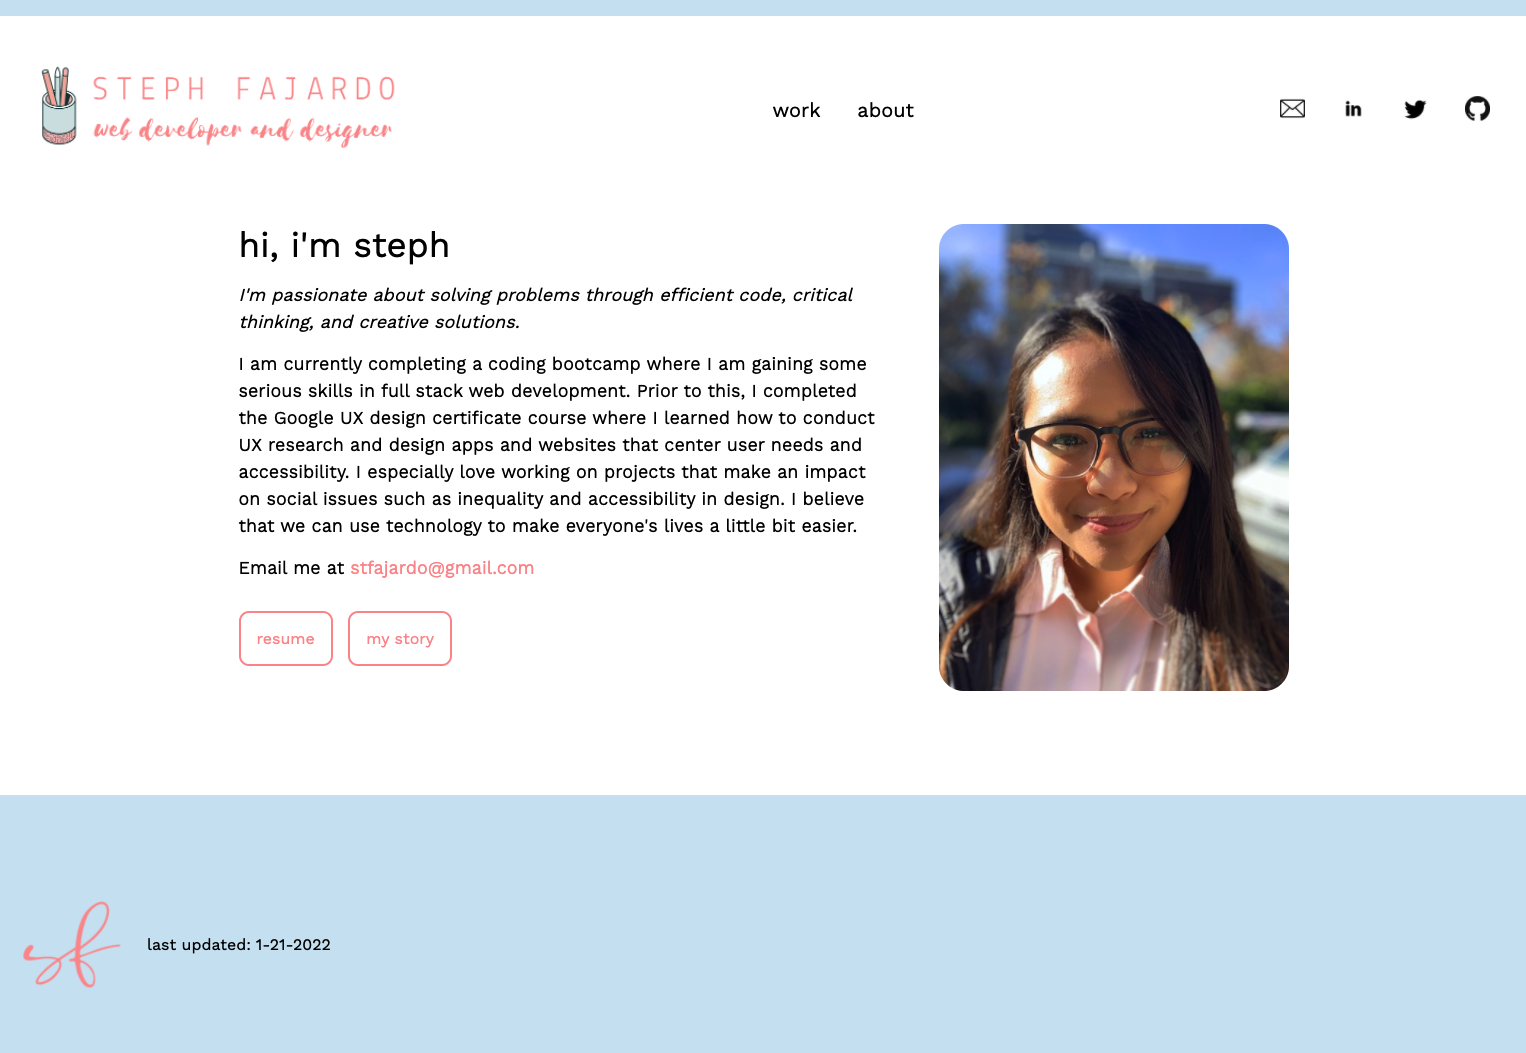 STEPH FAJARDO
web developer and designer
work about
in
hi, i'm steph
I'm passionate about solving problems through efficient code, critical
thinking, and creative solutions.
I am currently completing a coding bootcamp where I am gaining some
serious skills in full stack web development. Prior to this, I completed
the Google UX design certificate course where I learned how to conduct
UX research and design apps and websites that center user needs and
accessibility. I especially love working on projects that make an impact
on social issues such as inequality and accessibility in design. I believe
that we can use technology to make everyone's lives a little bit easier.
Email me at stfajardo@gmail.com
resume my story
sf
last updated: 1-21-2022